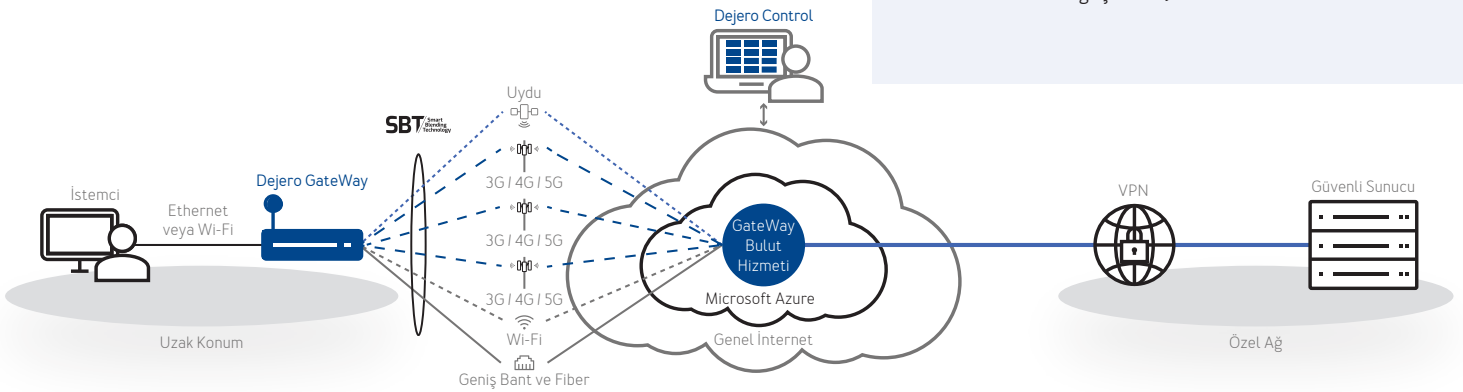 Dejero Control
Uydu
SBT Smart Blending Technology
3G / 4G / 5G
3G / 4G / 5G
3G / 4G / 5G
Wi-Fi
Geniş Bant ve Fiber
İstemci
Ethernet
veya Wi-Fi
Dejero GateWay
Uzak Konum
GateWay
Bulut
Hizmeti
Microsoft Azure
Genel İnternet
VPN
Güvenli Sunucu
Özel Ağ